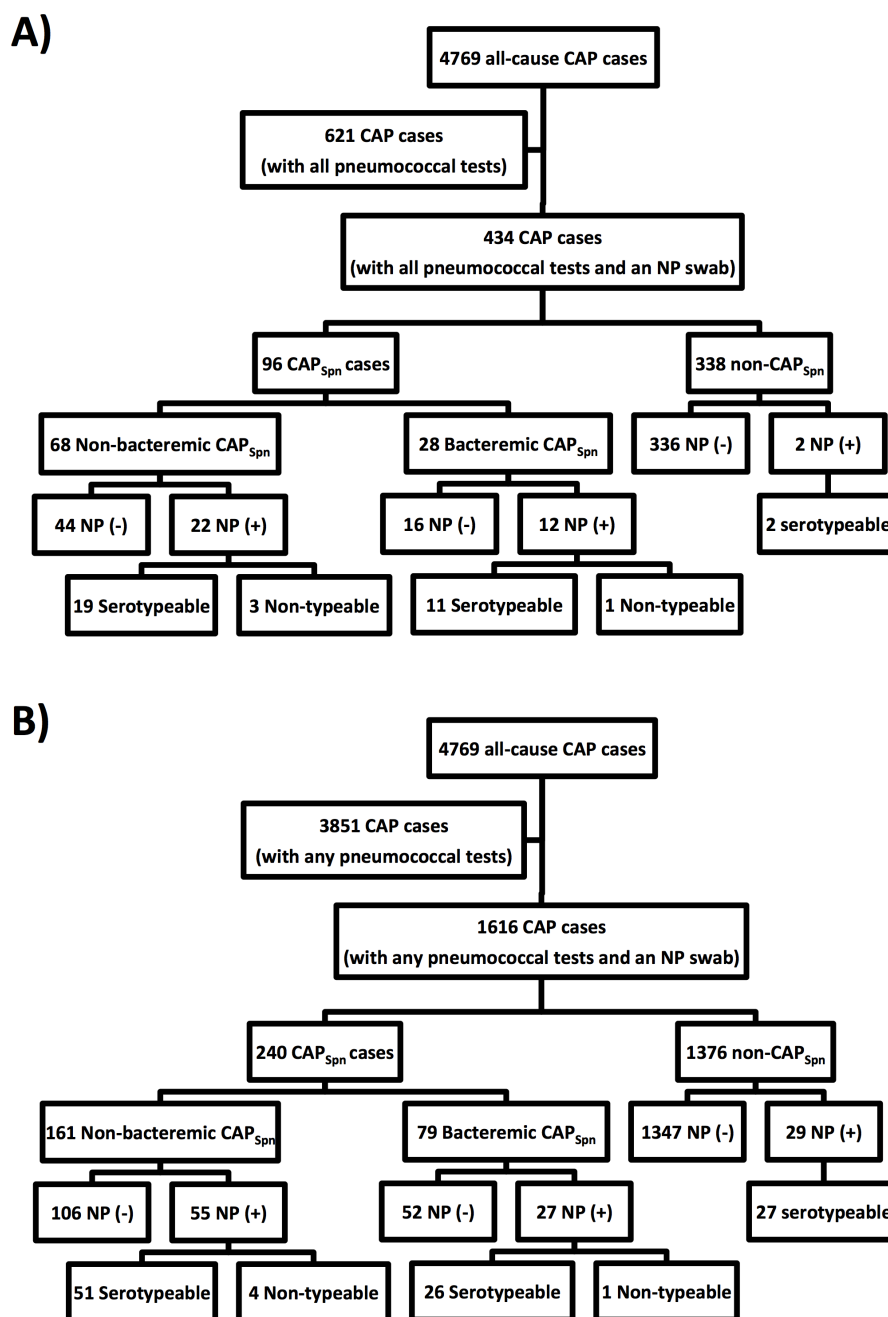 A)
4769 all-cause CAP cases
621 CAP cases
(with all pneumococcal tests)
434 CAP cases
(with all pneumococcal tests and an NP swab)
96 CAPSpn cases
338 non-CAPSpn
68 Non-bacteremic CAPSpn
28 Bacteremic CAPSpn
336 NP (-)
2 NP (+)
44 NP (-)
22 NP (+)
16 NP (-)
12 NP (+)
2 serotypeable
19 Serotypeable
3 Non-typeable
11 Serotypeable
1 Non-typeable
B)
4769 all-cause CAP cases
3851 CAP cases
(with any pneumococcal tests)
1616 CAP cases
(with any pneumococcal tests and an NP swab)
240 CAPSpn cases
1376 non-CAPSpn
161 Non-bacteremic CAPSpn
79 Bacteremic CAPSpn
1347 NP (-)
29 NP (+)
106 NP (-)
55 NP (+)
52 NP (-)
27 NP (+)
27 serotypeable
51 Serotypeable
4 Non-typeable
26 Serotypeable
1 Non-typeable